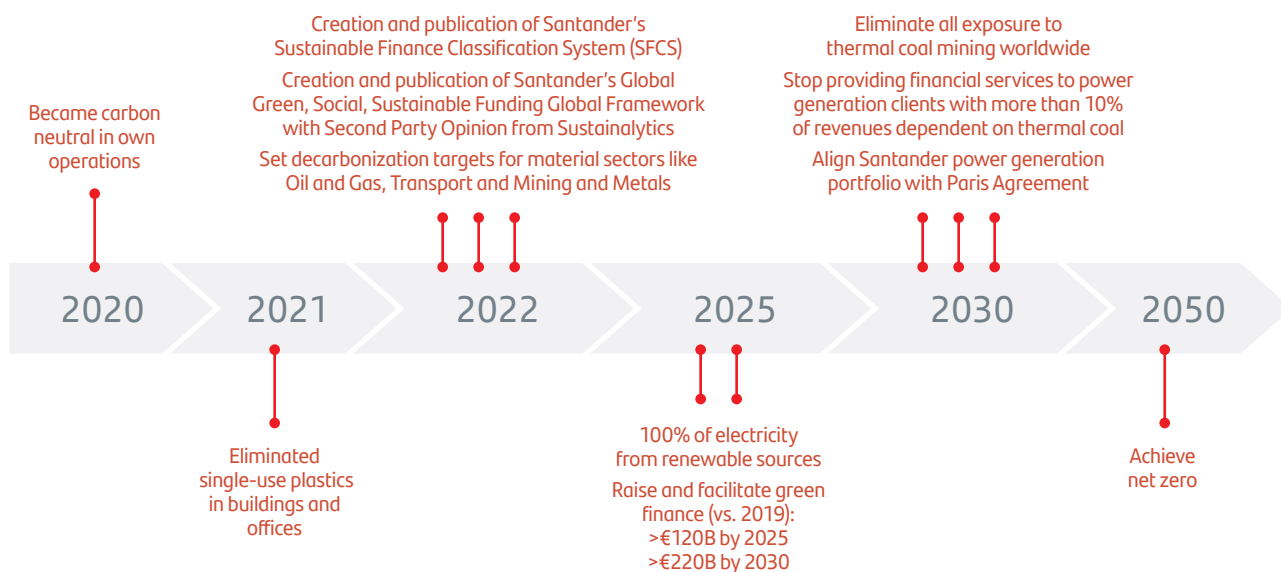 Became carbon
neutral in own
operations
Creation and publication of Santander's
Sustainable Finance Classification System (SFCS)
Creation and publication of Santander's Global
Green, Social, Sustainable Funding Global Framework
with Second Party Opinion from Sustainalytics
Set decarbonization targets for material sectors like
Oil and Gas, Transport and Mining and Metals
Eliminate all exposure to
thermal coal mining worldwide
Stop providing financial services to power
generation clients with more than 10%
of revenues dependent on thermal coal
Align Santander power generation
portfolio with Paris Agreement
2020
2021
2022
2025
2030
2050
Eliminated
single-use plastics
in buildings and
offices
100% of electricity
from renewable sources
Raise and facilitate green
finance (vs. 2019):
>€120B by 2025
>€220B by 2030
Achieve
net zero